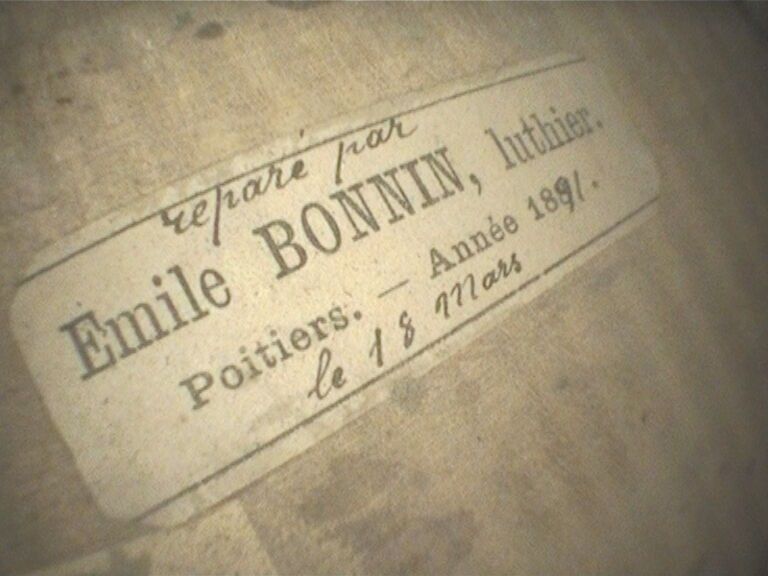 reparé par
Emile BONNIN, luthier.
Poitiers. — Année 1891.
le 18 Mars